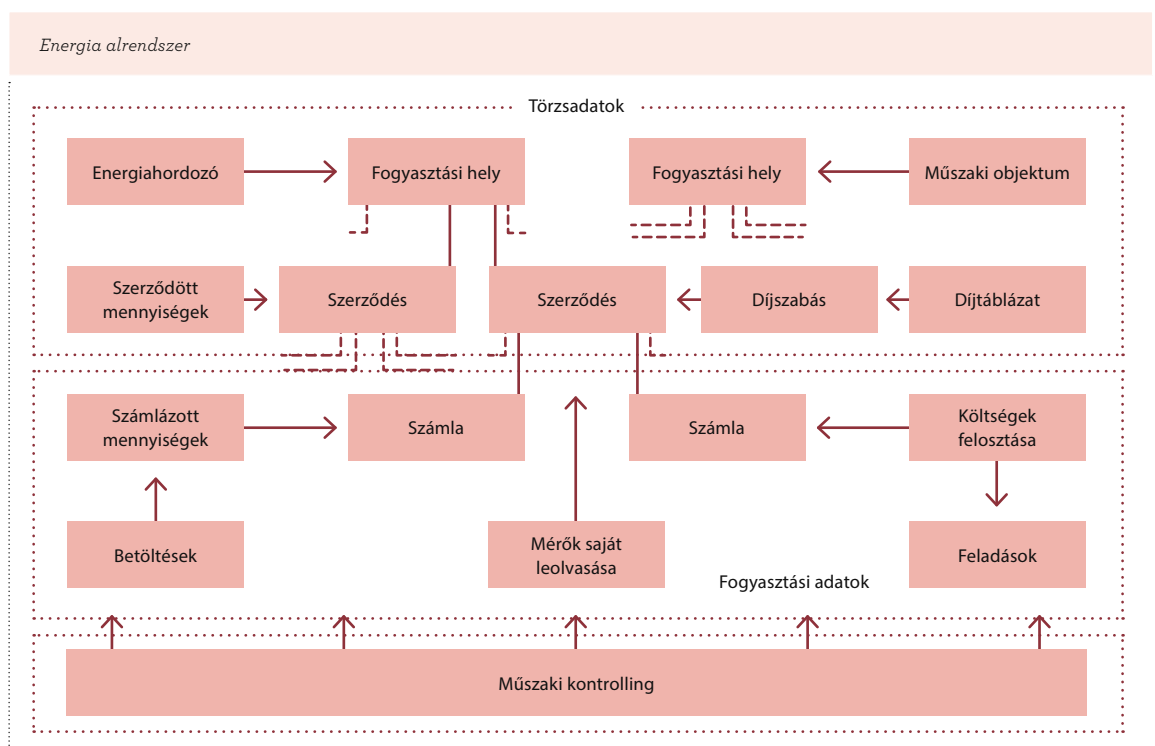 Energia alrendszer
Törzsadatok
Energiahordozó
Fogyasztási hely
Fogyasztási hely
Műszaki objektum
Szerződött
mennyiségek
Szerződés
Szerződés
Díjszabás
Díjtáblázat
Számlázott
mennyiségek
Számla
Számla
Költségek
felosztása
Betöltések
Mérők saját
leolvasása
Fogyasztási adatok
Feladások
Műszaki kontrolling